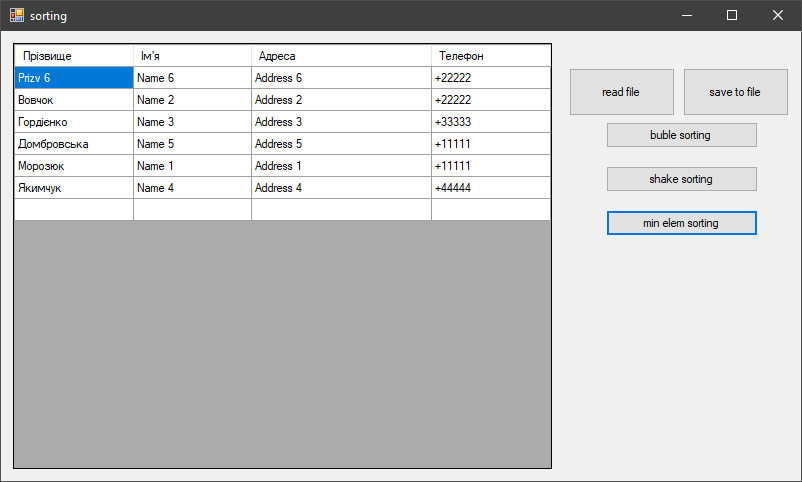 sorting
Прізвище Ім'я Адреса Телефон
Prizv 6 Name 6 Address 6 +22222
Вовчок Name 2 Address 2 +22222
Гордієнко Name 3 Address 3 +33333
Домбровська Name 5 Address 5 +11111
Морозюк Name 1 Address 1 +11111
Якимчук Name 4 Address 4 +44444
read file save to file
buble sorting
shake sorting
min elem sorting